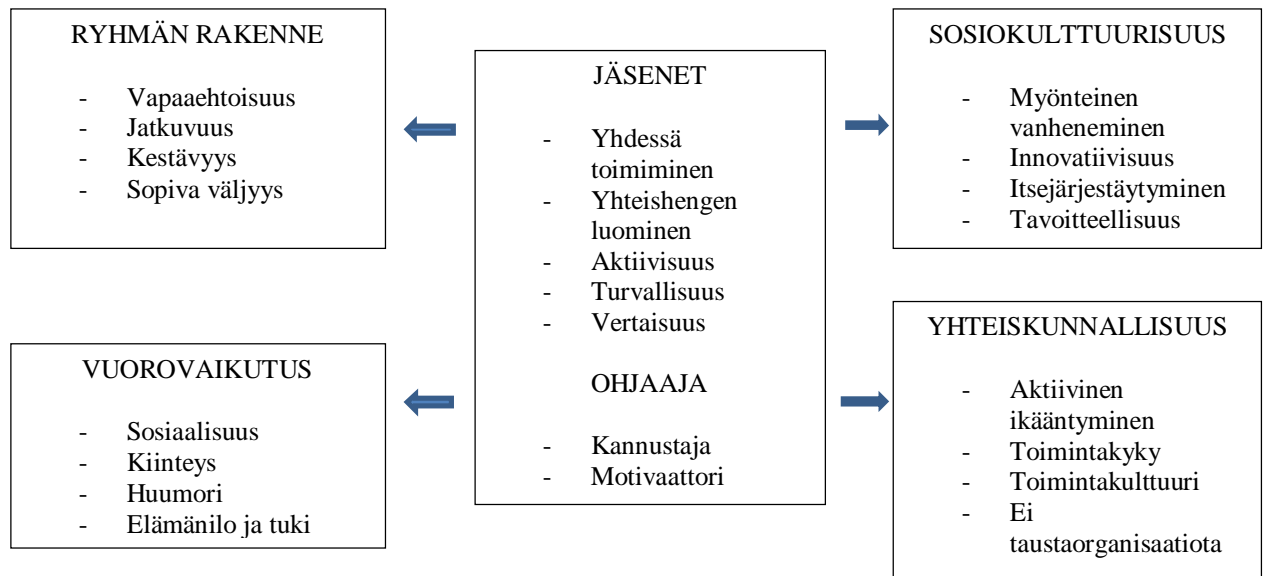 RYHMÄN RAKENNE
- Vapaaehtoisuus
- Jatkuvuus
- Kestävyys
- Sopiva väljyys
VUOROVAIKUTUS
- Sosiaalisuus
- Kiinteys
- Huumori
- Elämänilo ja tuki
JÄSENET
- Yhdessä
toimiminen
- Yhteishengen
luominen
- Aktiivisuus
- Turvallisuus
- Vertaisuus
OHJAAJA
- Kannustaja
- Motivaattori
SOSIOKULTTUURISUUS
- Myönteinen
vanheneminen
- Innovatiivisuus
- Itsejärjestäytyminen
- Tavoitteellisuus
YHTEISKUNNALLISUUS
- Aktiivinen
ikääntyminen
- Toimintakyky
- Toimintakulttuuri
- Ei
taustaorganisaatiota